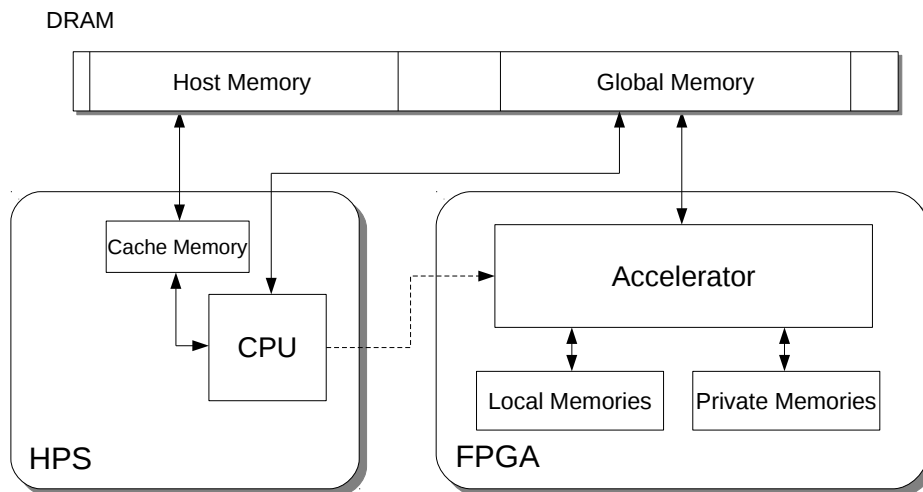 DRAM
Host Memory
Global Memory
Cache Memory
Accelerator
CPU
Local Memories
Private Memories
HPS
FPGA